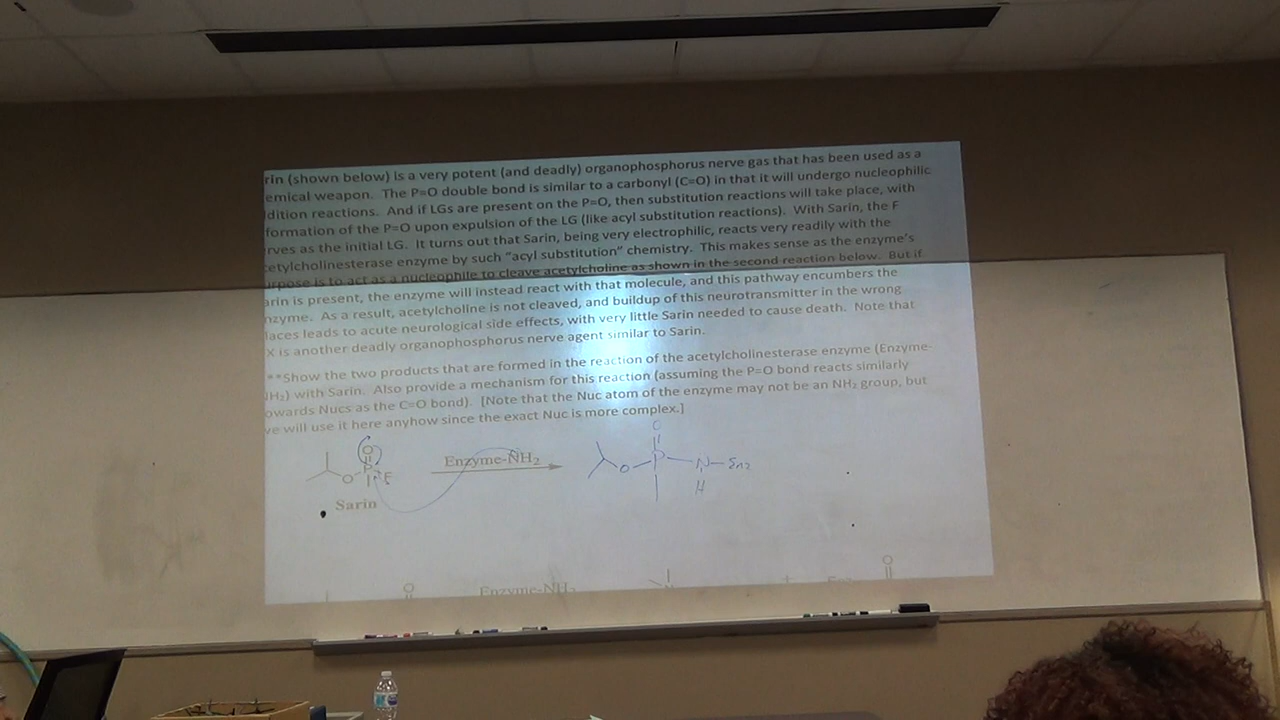 rin (shown below) is a very potent (and deadly) organophosphorus nerve gas that has been used as a
emical weapon. The P=O double bond is similar to a carbonyl (C=O) in that it will undergo nucleophilic
dition reactions. And if LGs are present on the P=O, then substitution reactions will take place, with
formation of the P=O upon expulsion of the LG (like acyl substitution reactions). With Sarin, the F
rves as the initial LG. It turns out that Sarin, being very electrophilic, reacts very readily with the
cetylcholinesterase enzyme by such "acyl substitution" chemistry. This makes sense as the enzyme's
urpose is to act as a nucleophile to cleave acetylcholine as shown in the second reaction below. But if
arin is present, the enzyme will instead react with that molecule, and this pathway encumbers the
nzyme. As a result, acetylcholine is not cleaved, and buildup of this neurotransmitter in the wrong
laces leads to acute neurological side effects, with very little Sarin needed to cause death. Note that
X is another deadly organophosphorus nerve agent similar to Sarin.
**Show the two products that are formed in the reaction of the acetylcholinesterase enzyme (Enzyme-
NH₂) with Sarin. Also provide a mechanism for this reaction (assuming the P=O bond reacts similarly
owards Nucs as the C=O bond). [Note that the Nuc atom of the enzyme may not be an NH₂ group, but
we will use it here anyhow since the exact Nuc is more complex.]
O P O F
Enzyme-NH₂
O O P N H Enz
Sarin
O Enzyme-NH₂ + O